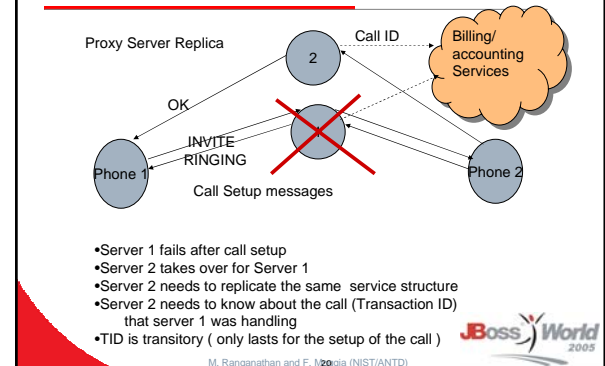 Proxy Server Replica
Call ID
Billing/
accounting
Services
2
OK
INVITE
RINGING
Phone 1
Phone 2
Call Setup messages
•Server 1 fails after call setup
•Server 2 takes over for Server 1
•Server 2 needs to replicate the same service structure
•Server 2 needs to know about the call (Transaction ID)
that server 1 was handling
•TID is transitory ( only lasts for the setup of the call )
JBoss World
2005
M. Ranganathan and F. (NIST/ANTD)
20